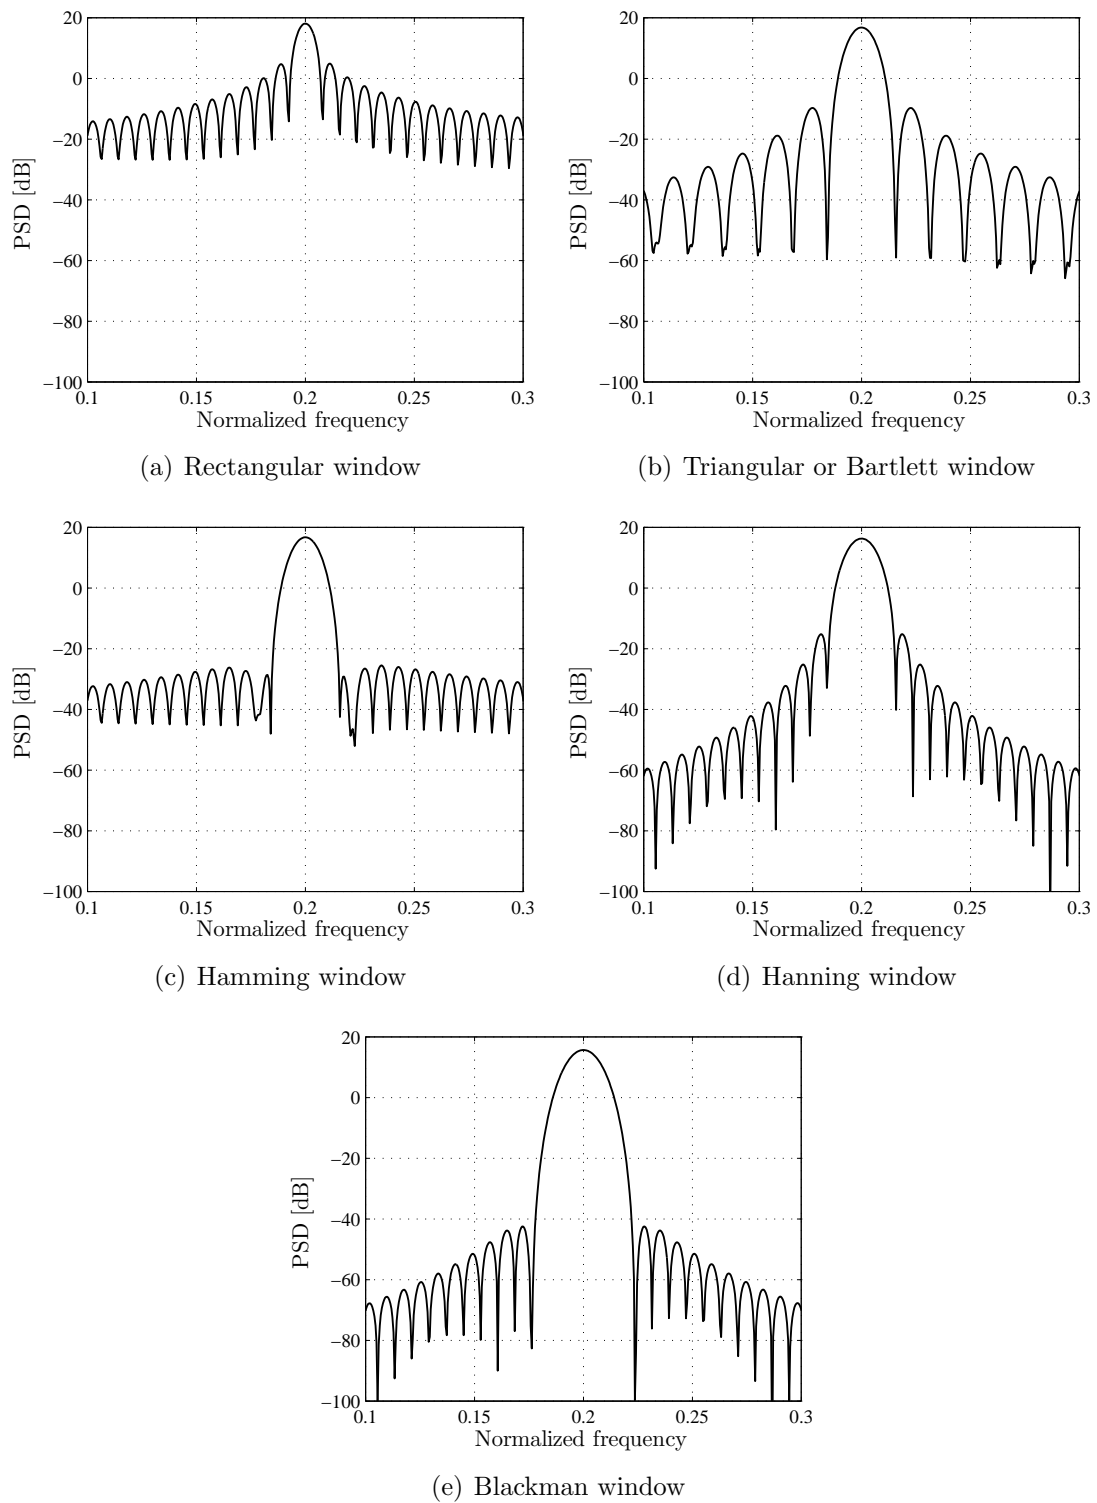 20
0
−20
−40
−60
−80
−100
0.1 0.15 0.2 0.25 0.3
PSD [dB]
Normalized frequency
(a) Rectangular window
20
0
−20
−40
−60
−80
−100
0.1 0.15 0.2 0.25 0.3
PSD [dB]
Normalized frequency
(b) Triangular or Bartlett window
20
0
−20
−40
−60
−80
−100
0.1 0.15 0.2 0.25 0.3
PSD [dB]
Normalized frequency
(c) Hamming window
20
0
−20
−40
−60
−80
−100
0.1 0.15 0.2 0.25 0.3
PSD [dB]
Normalized frequency
(d) Hanning window
20
0
−20
−40
−60
−80
−100
0.1 0.15 0.2 0.25 0.3
PSD [dB]
Normalized frequency
(e) Blackman window